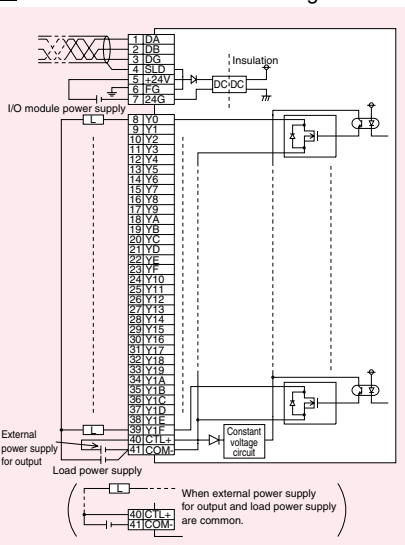 1 DA
2 DB
3 DG
4 SLD
5 +24V
6 FG
7 24G
Insulation
DC DC
I/O module power supply
L
8 Y0
9 Y1
10 Y2
11 Y3
12 Y4
13 Y5
14 Y6
15 Y7
16 Y8
17 Y9
18 YA
19 YB
20 YC
21 YD
22 YE
23 YF
24 Y10
25 Y11
26 Y12
27 Y13
28 Y14
29 Y15
30 Y16
31 Y17
32 Y18
33 Y19
34 Y1A
35 Y1B
36 Y1C
37 Y1D
38 Y1E
39 Y1F
40 CTL+
41 COM-
L
External
power supply
for output
Constant
voltage
circuit
Load power supply
L
When external power supply
for output and load power supply
are common.
40 CTL+
41 COM-